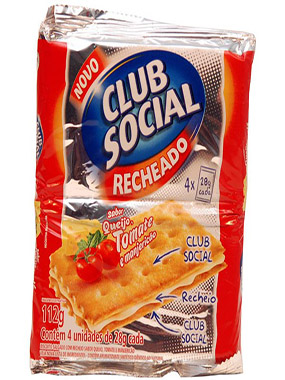 NOVO
CLUB
SOCIAL
RECHEADO
4x 28g
cada
sabor
Queijo,
Tomate
e manjericão
CLUB
SOCIAL
Recheio
CLUB
SOCIAL
112g
Contém 4 unidades de 28g cada